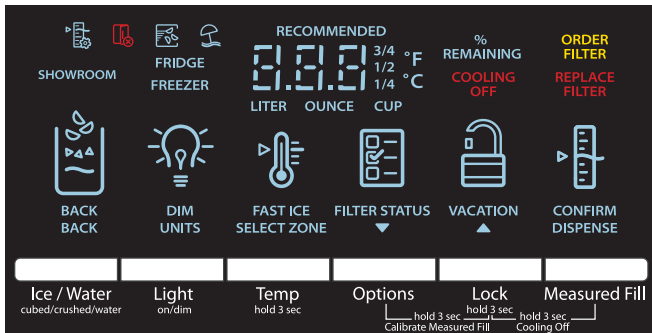 RECOMMENDED
SHOWROOM
FRIDGE
FREEZER
8.8.8
3/4
1/2
1/4
°F
°C
LITER OUNCE CUP
%
REMAINING
COOLING
OFF
ORDER
FILTER
REPLACE
FILTER
BACK
BACK
DIM
UNITS
FAST ICE
SELECT ZONE
FILTER STATUS
VACATION
CONFIRM
DISPENSE
Ice / Water
cubed/crushed/water
Light
on/dim
Temp
hold 3 sec
Options
Lock
hold 3 sec
Measured Fill
hold 3 sec
Calibrate Measured Fill
hold 3 sec
Cooling Off